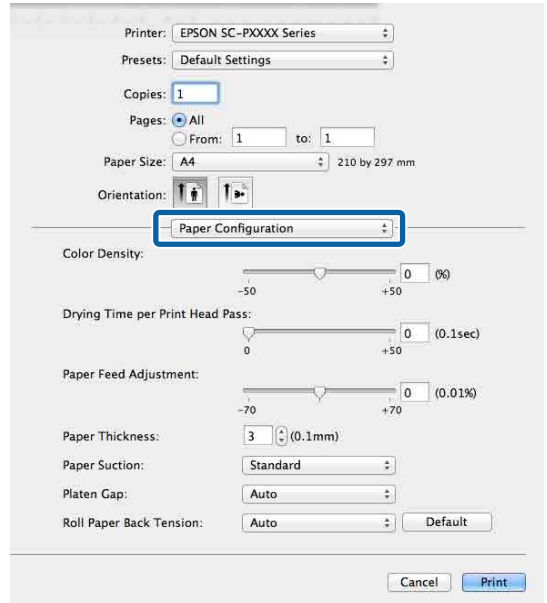 Printer: EPSON SC-PXXXX Series
Presets: Default Settings
Copies: 1
Pages: All
From: 1 to: 1
Paper Size: A4 210 by 297 mm
Orientation:
Paper Configuration
Color Density:
0 (%)
-50 +50
Drying Time per Print Head Pass:
0 (0.1sec)
0 +50
Paper Feed Adjustment:
0 (0.01%)
-70 +70
Paper Thickness: 3 (0.1mm)
Paper Suction: Standard
Platen Gap: Auto
Roll Paper Back Tension: Auto Default
Cancel Print